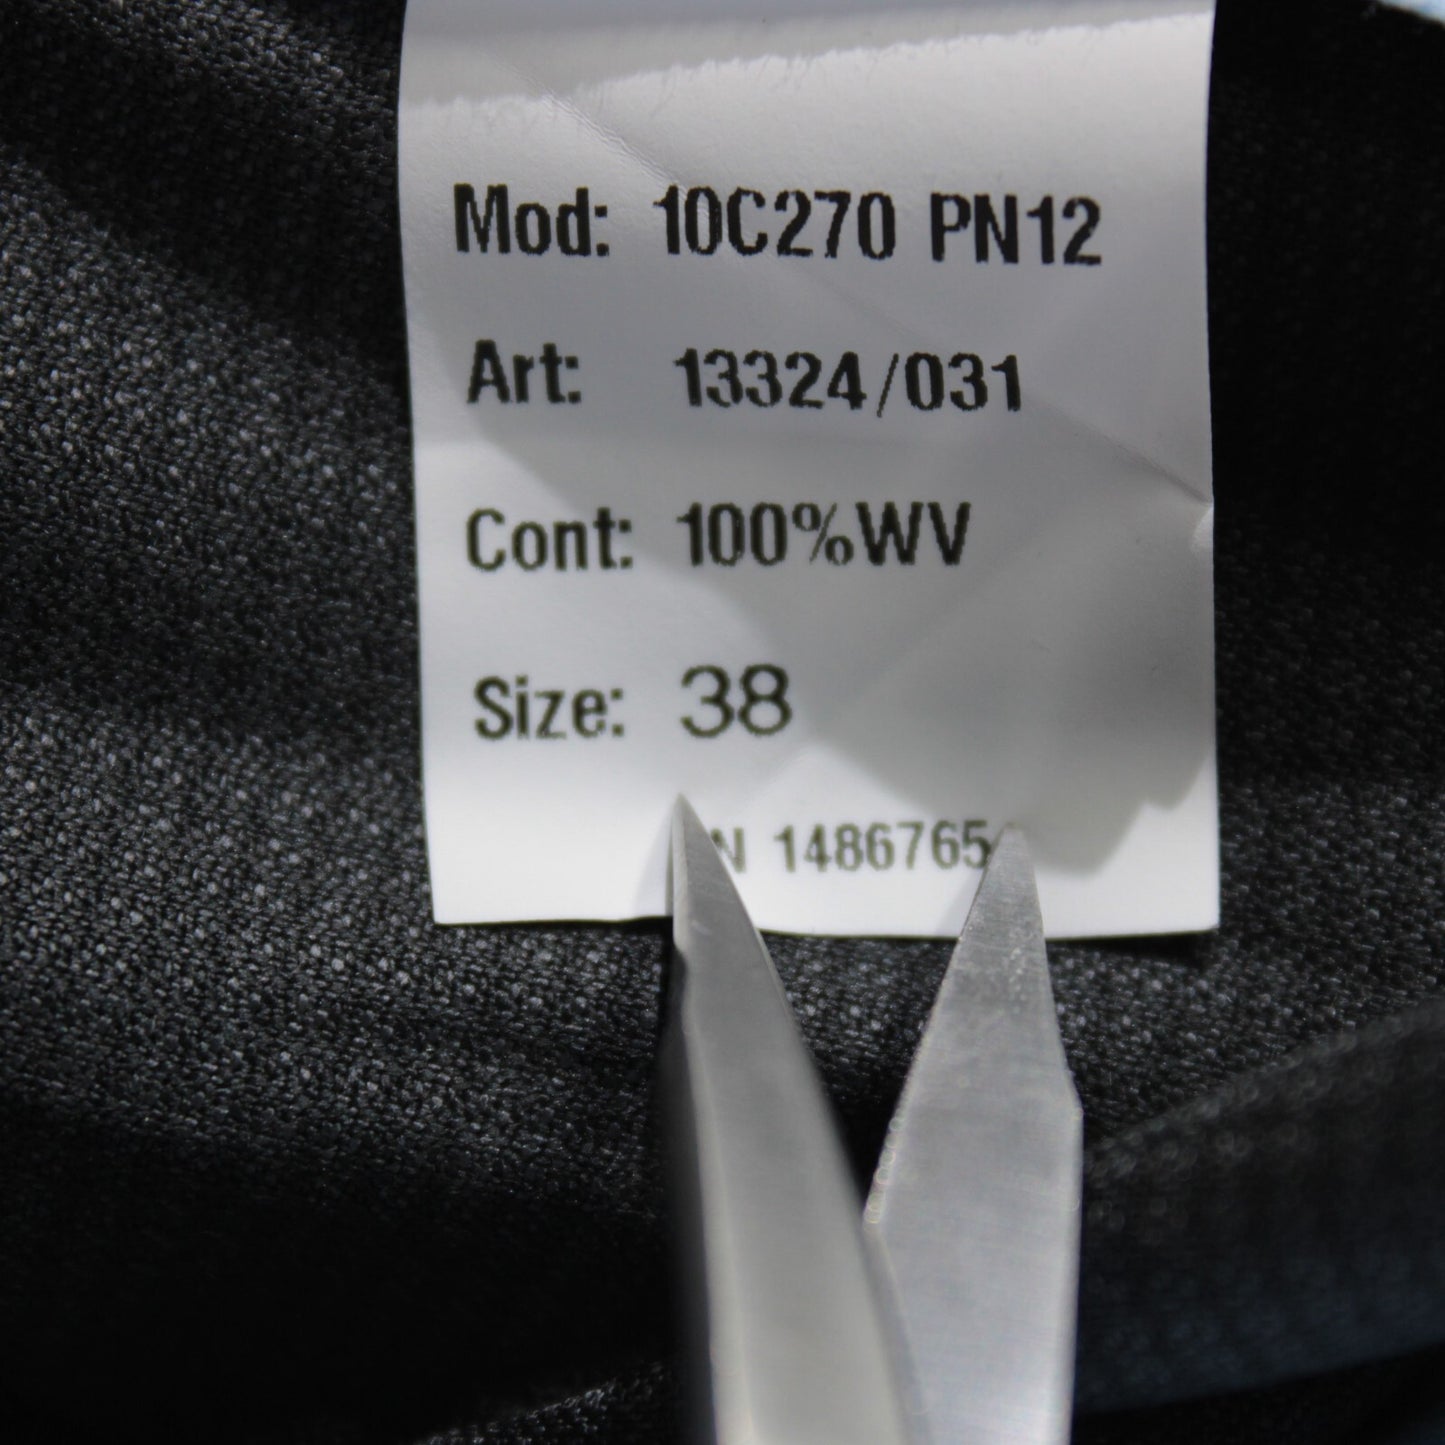 Mod: 10C270 PN12
Art: 13324/031
Cont: 100%WV
Size: 38
1486765